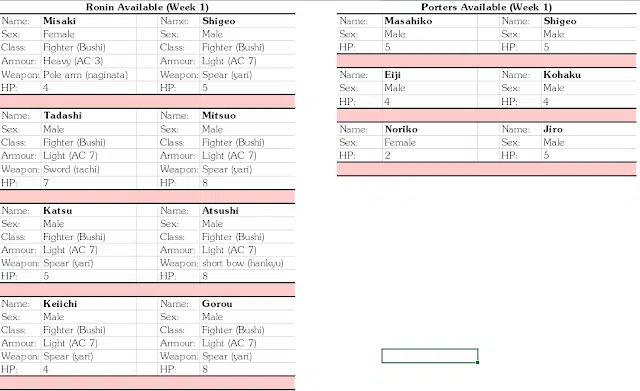 Ronin Available (Week 1)
Name: Misaki Name: Shigeo
Sex: Female Sex: Male
Class: Fighter (Bushi) Class: Fighter (Bushi)
Armour: Heavy (AC 3) Armour: Light (AC 7)
Weapon: Pole arm (naginata) Weapon: Spear (yari)
HP: 4 HP: 5
Name: Tadashi Name: Mitsuo
Sex: Male Sex: Male
Class: Fighter (Bushi) Class: Fighter (Bushi)
Armour: Light (AC 7) Armour: Light (AC 7)
Weapon: Sword (tachi) Weapon: Spear (yari)
HP: 7 HP: 8
Name: Katsu Name: Atsushi
Sex: Male Sex: Male
Class: Fighter (Bushi) Class: Fighter (Bushi)
Armour: Light (AC 7) Armour: Light (AC 7)
Weapon: Spear (yari) Weapon: short bow (hankyu)
HP: 5 HP: 8
Name: Keiichi Name: Gorou
Sex: Male Sex: Male
Class: Fighter (Bushi) Class: Fighter (Bushi)
Armour: Light (AC 7) Armour: Light (AC 7)
Weapon: Spear (yari) Weapon: Spear (yari)
HP: 4 HP: 8
Porters Available (Week 1)
Name: Masahiko Name: Shigeo
Sex: Male Sex: Male
HP: 5 HP: 5
Name: Eiji Name: Kohaku
Sex: Male Sex: Male
HP: 4 HP: 4
Name: Noriko Name: Jiro
Sex: Female Sex: Male
HP: 2 HP: 5